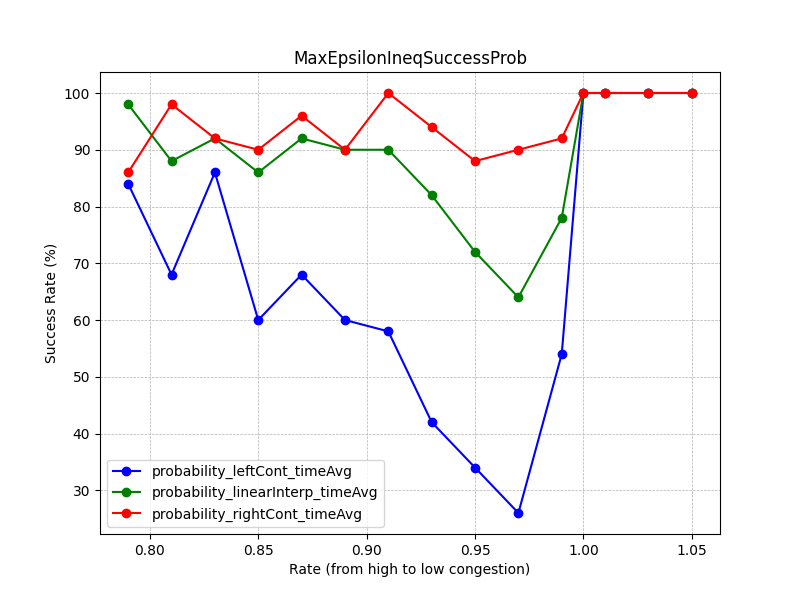 MaxEpsilonIneqSuccessProb
Success Rate (%)
100
90
80
70
60
50
40
30
probability_leftCont_timeAvg
probability_linearInterp_timeAvg
probability_rightCont_timeAvg
0.80 0.85 0.90 0.95 1.00 1.05
Rate (from high to low congestion)